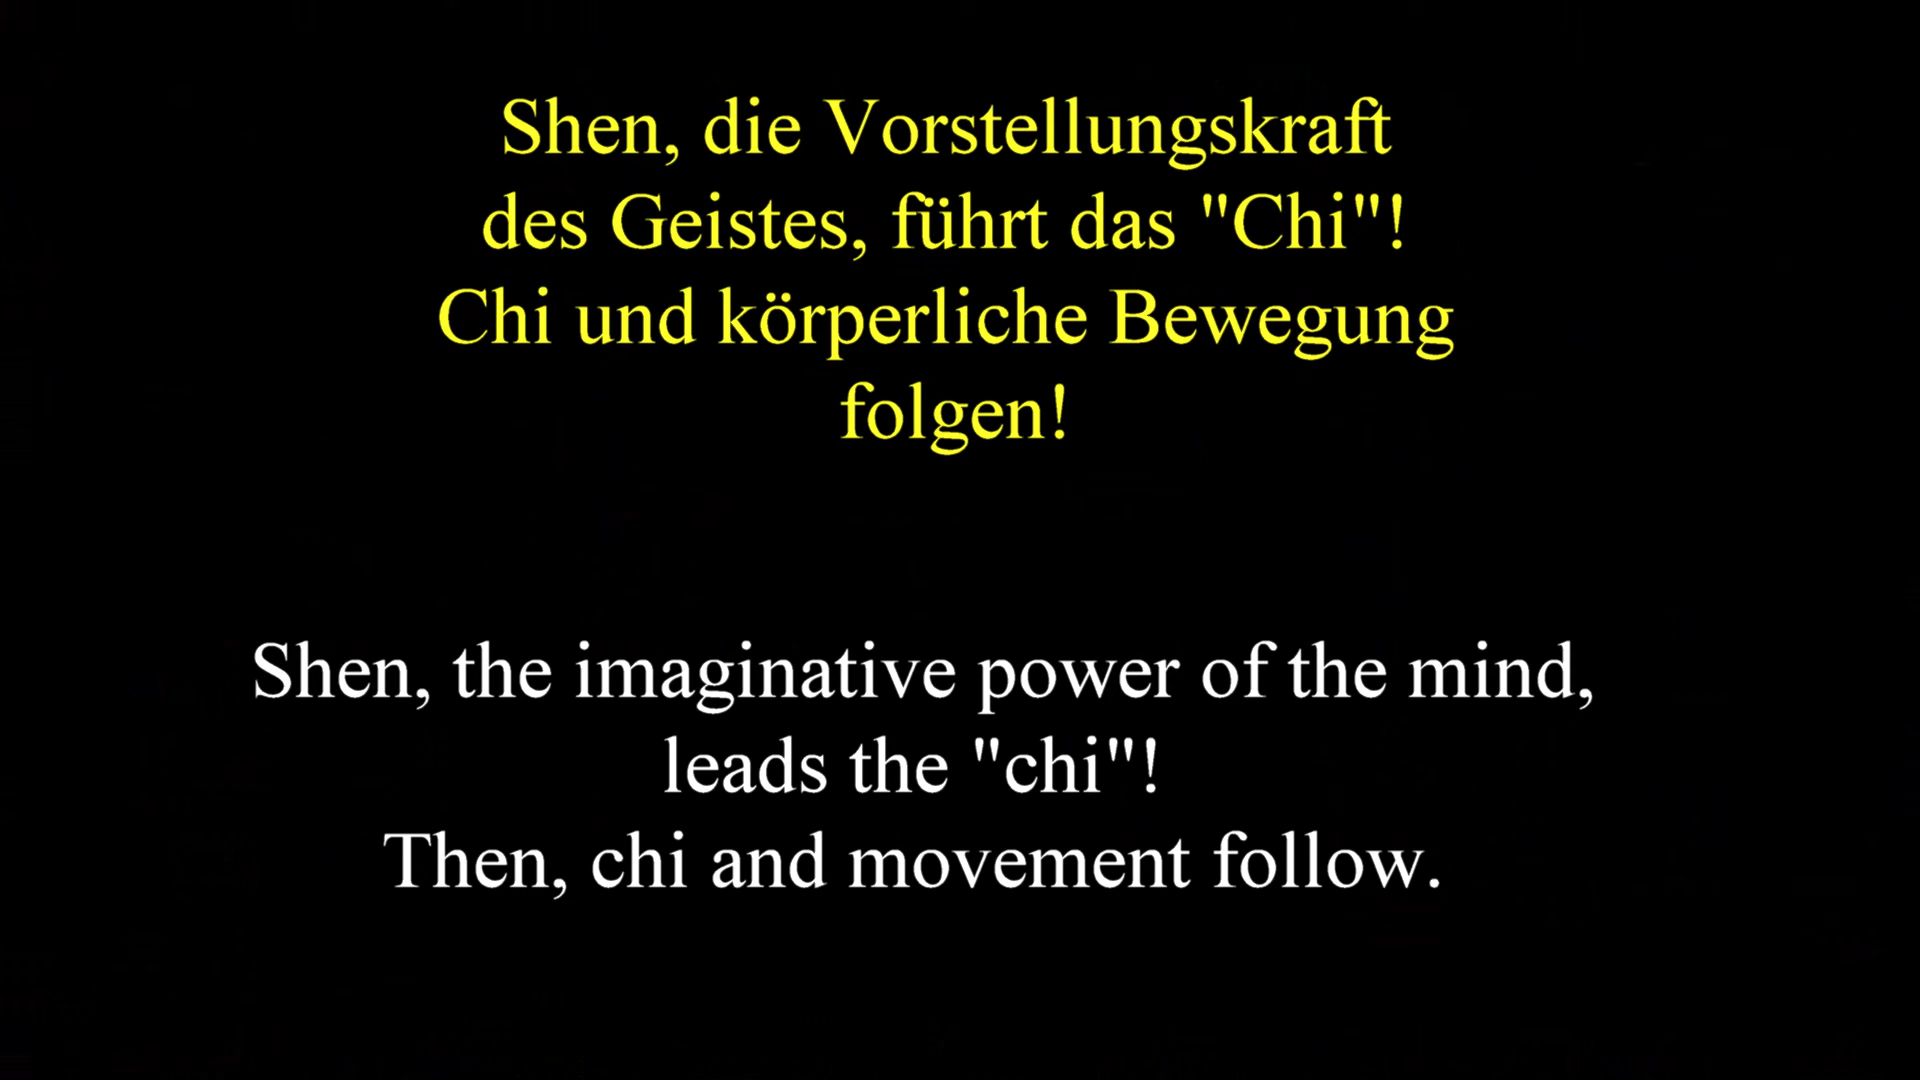 Shen, die Vorstellungskraft
des Geistes, führt das "Chi"!
Chi und körperliche Bewegung
folgen!
Shen, the imaginative power of the mind,
leads the "chi"!
Then, chi and movement follow.